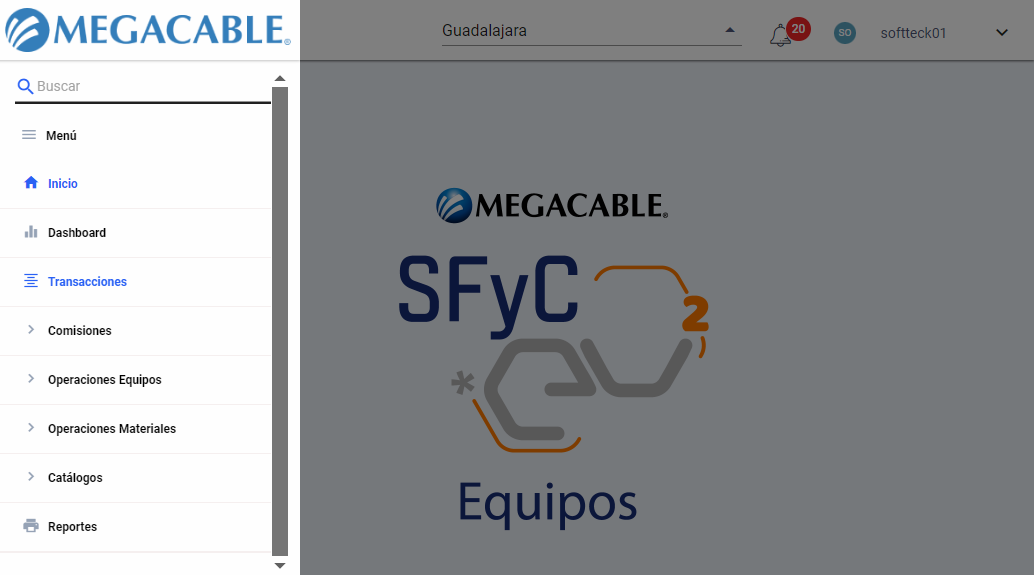 MEGACABLE®
Guadalajara
20
SO
softteck01
Buscar
Menú
Inicio
Dashboard
Transacciones
Comisiones
Operaciones Equipos
Operaciones Materiales
Catálogos
Reportes
MEGACABLE®
SFyC
2
*ev
Equipos